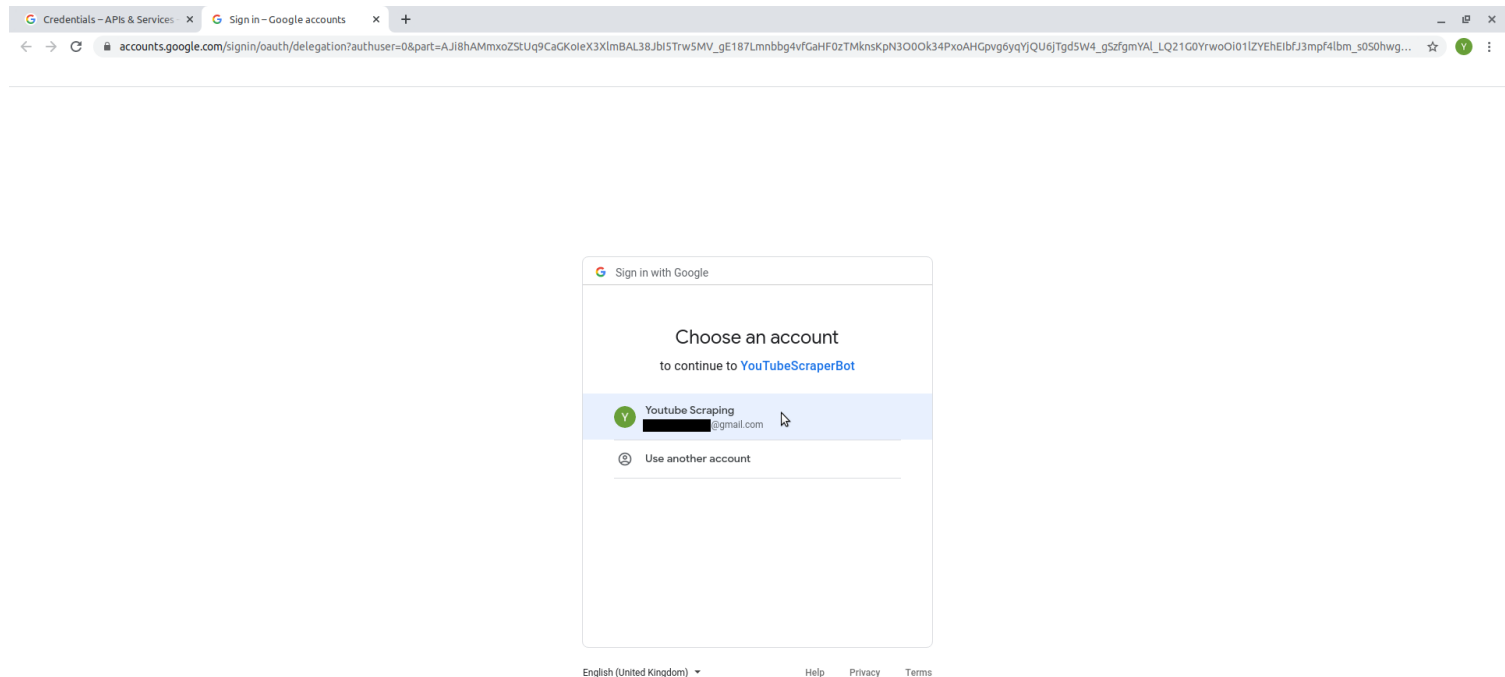 Credentials – APIs & Services –
Sign in – Google accounts
accounts.google.com/signin/oauth/delegation?authuser=0&part=AJi8hAMmxoZStUq9CaGKoIeX3XlmBAL38JbI5Trw5MV_gE187Lmnbbg4vfGaHF0zTMknsKpN3O0Ok34PxoAHGpvg6yqYjQU6jTgd5W4_gSzfgmYAl_LQ21G0YrwoOi01lZYEhEIbfJ3mpf4lbm_s0S0hwg...
Y
Sign in with Google
Choose an account
to continue to YouTubeScraperBot
Y
Youtube Scraping
@gmail.com
Use another account
English (United Kingdom)
Help
Privacy
Terms